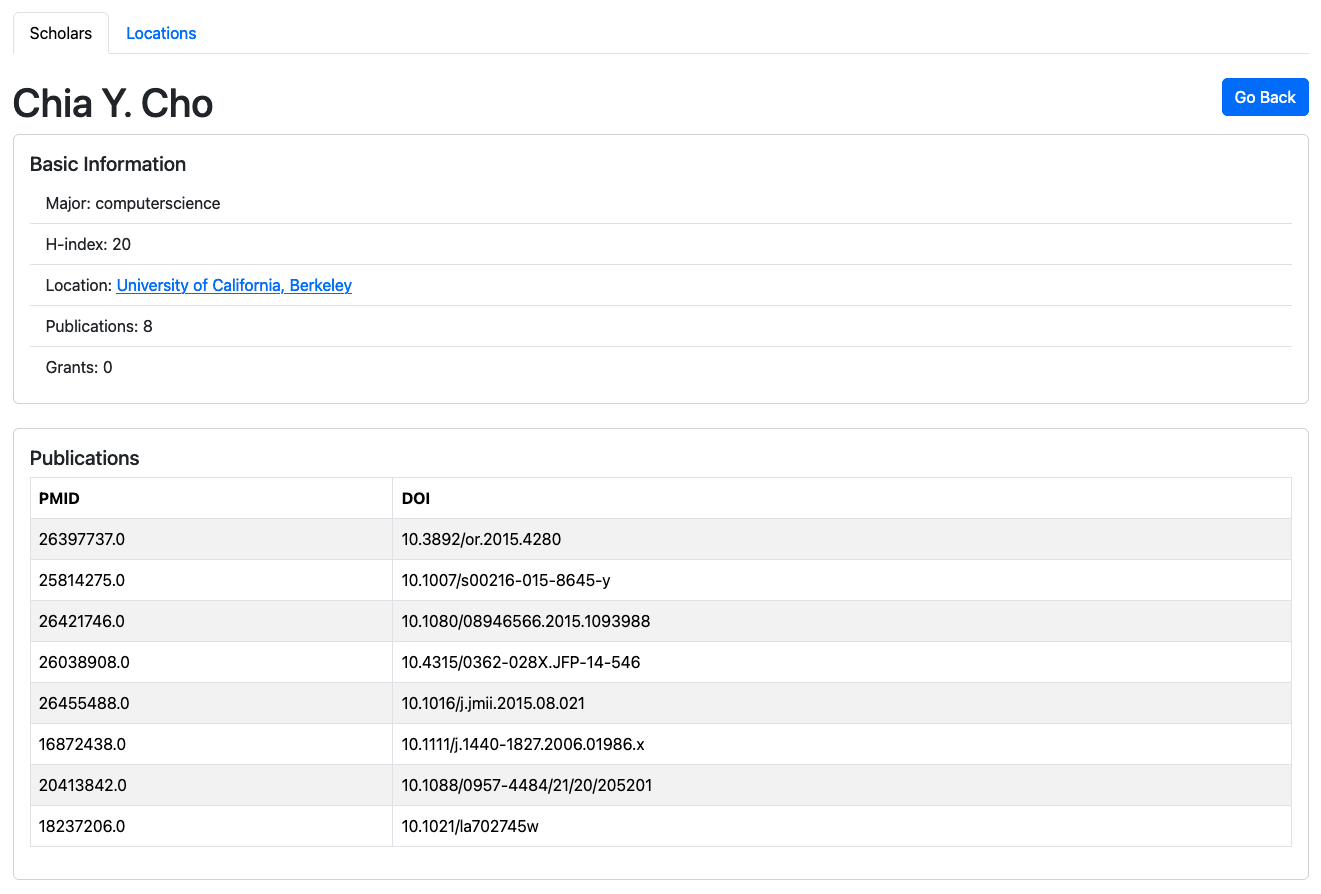 Scholars Locations
Chia Y. Cho
Go Back
Basic Information
Major: computerscience
H-index: 20
Location: University of California, Berkeley
Publications: 8
Grants: 0
Publications
PMID DOI
26397737.0 10.3892/or.2015.4280
25814275.0 10.1007/s00216-015-8645-y
26421746.0 10.1080/08946566.2015.1093988
26038908.0 10.4315/0362-028X.JFP-14-546
26455488.0 10.1016/j.jmii.2015.08.021
16872438.0 10.1111/j.1440-1827.2006.01986.x
20413842.0 10.1088/0957-4484/21/20/205201
18237206.0 10.1021/la702745w